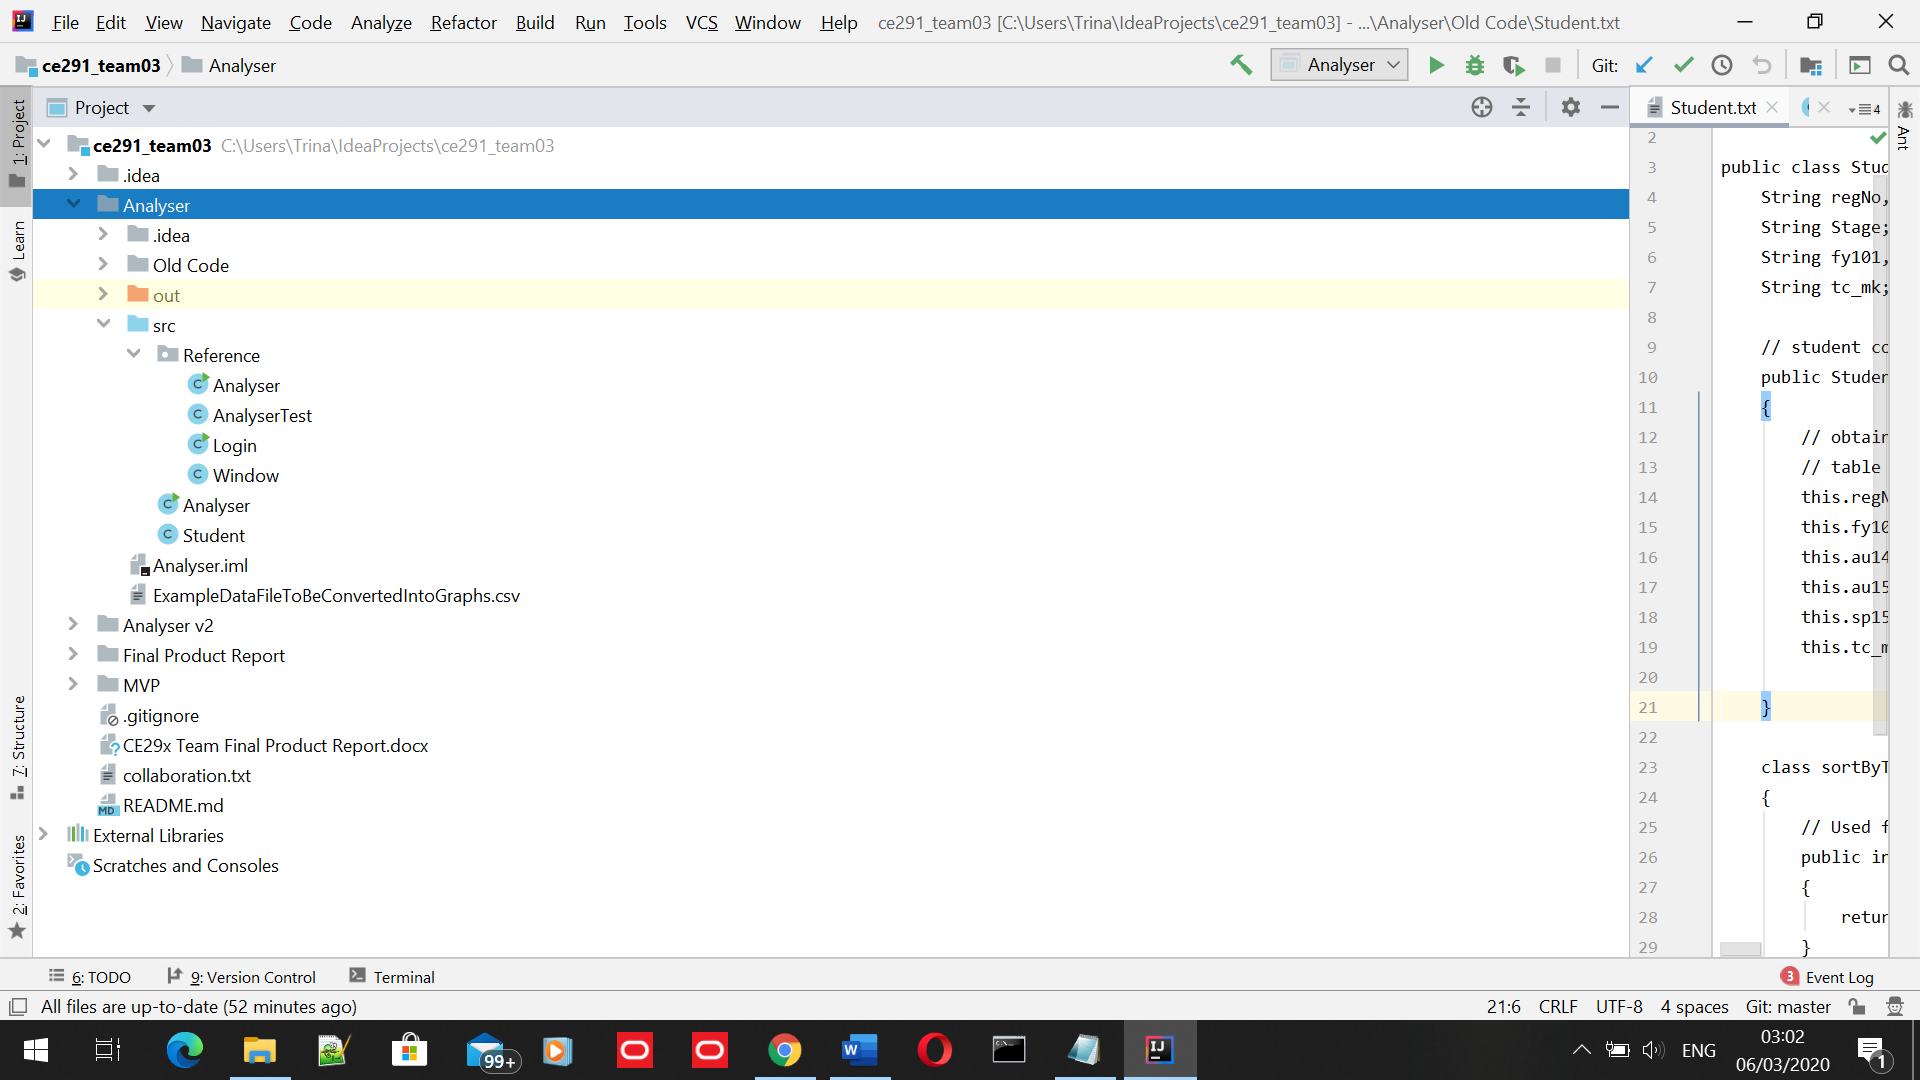 File Edit View Navigate Code Analyze Refactor Build Run Tools VCS Window Help ce291_team03 [C:\Users\Trina\IdeaProjects\ce291_team03] - ...\Analyser\Old Code\Student.txt
ce291_team03 Analyser
Analyser
Git:
1: Project
Learn
7: Structure
2: Favorites
Project
ce291_team03 C:\Users\Trina\IdeaProjects\ce291_team03
.idea
Analyser
.idea
Old Code
out
src
Reference
Analyser
AnalyserTest
Login
Window
Analyser
Student
Analyser.iml
ExampleDataFileToBeConvertedIntoGraphs.csv
Analyser v2
Final Product Report
MVP
.gitignore
CE29x Team Final Product Report.docx
collaboration.txt
MD README.md
External Libraries
Scratches and Consoles
Student.txt 4
Ant
2
3 public class Stud
4 String regNo,
5 String Stage;
6 String fy101,
7 String tc_mk;
8
9 // student co
10 public Studen
11 {
12 // obtain
13 // table
14 this.regN
15 this.fy10
16 this.au14
17 this.au15
18 this.sp15
19 this.tc_m
20
21 }
22
23 class sortByT
24 {
25 // Used f
26 public in
27 {
28 retur
29 }
6: TODO 9: Version Control Terminal
3 Event Log
All files are up-to-date (52 minutes ago)
21:6 CRLF UTF-8 4 spaces Git: master
99+
W
IJ
ENG
03:02
06/03/2020
1